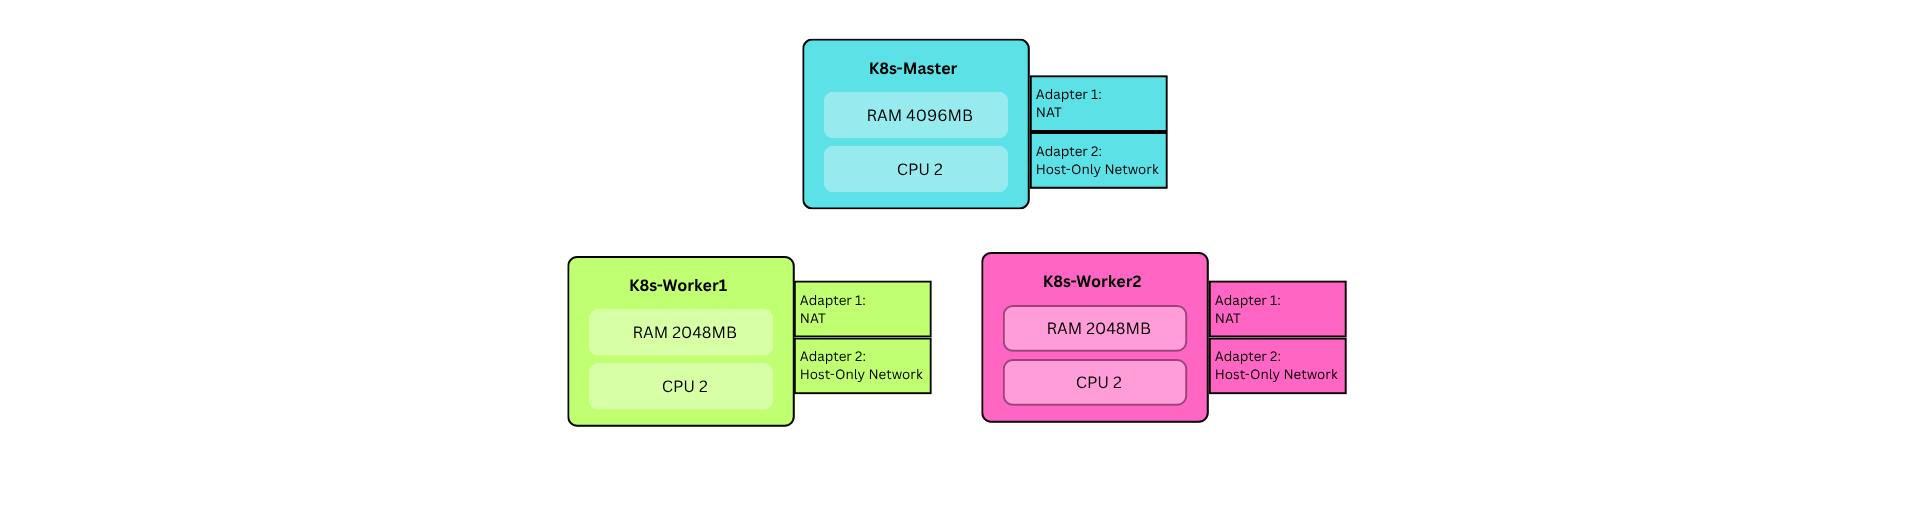 K8s-Master
RAM 4096MB
CPU 2
Adapter 1:
NAT
Adapter 2:
Host-Only Network
K8s-Worker1
RAM 2048MB
CPU 2
Adapter 1:
NAT
Adapter 2:
Host-Only Network
K8s-Worker2
RAM 2048MB
CPU 2
Adapter 1:
NAT
Adapter 2:
Host-Only Network